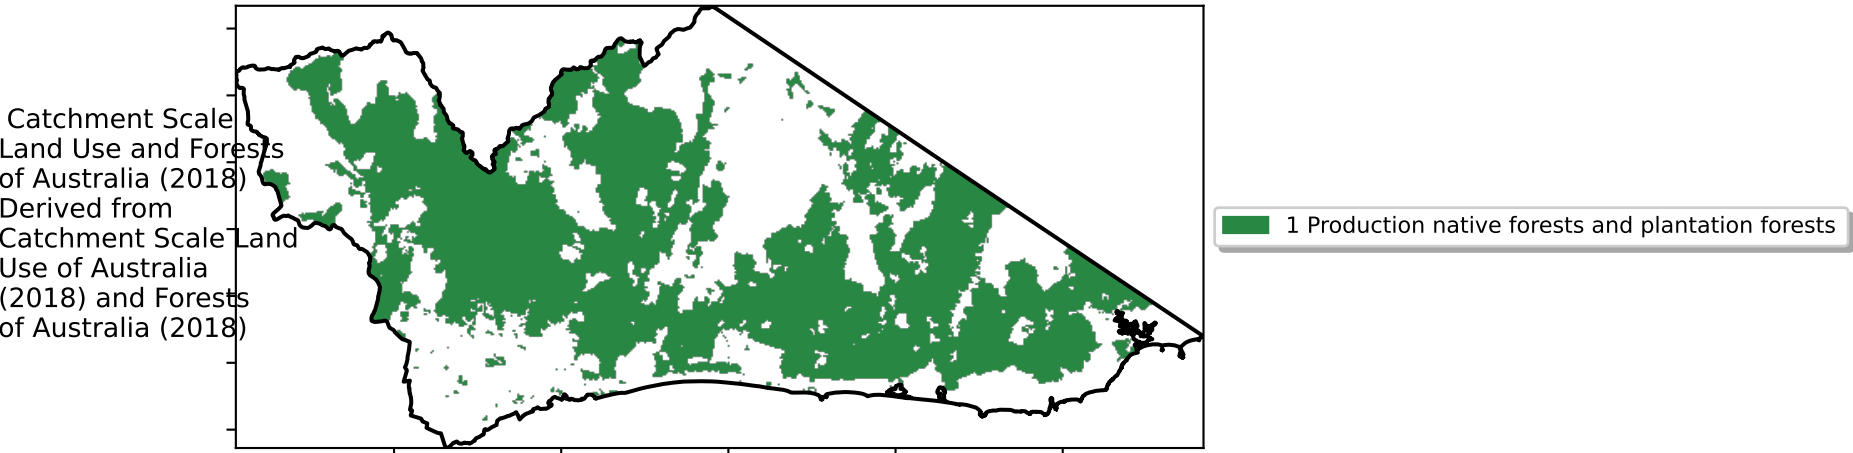 Catchment Scale
Land Use and Forests
of Australia (2018)
Derived from
Catchment Scale Land
Use of Australia
(2018) and Forests
of Australia (2018)
1 Production native forests and plantation forests